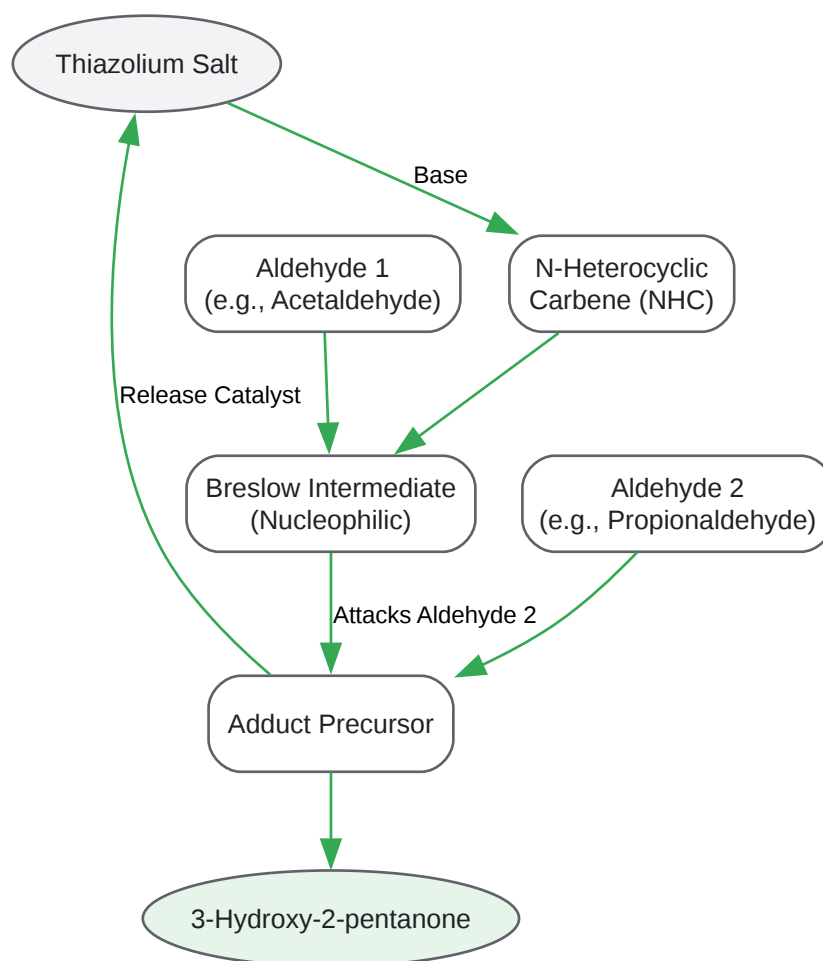 Thiazolium Salt
Base
Aldehyde 1
(e.g., Acetaldehyde)
N-Heterocyclic
Carbene (NHC)
Release Catalyst
Breslow Intermediate
(Nucleophilic)
Aldehyde 2
(e.g., Propionaldehyde)
Attacks Aldehyde 2
Adduct Precursor
3-Hydroxy-2-pentanone